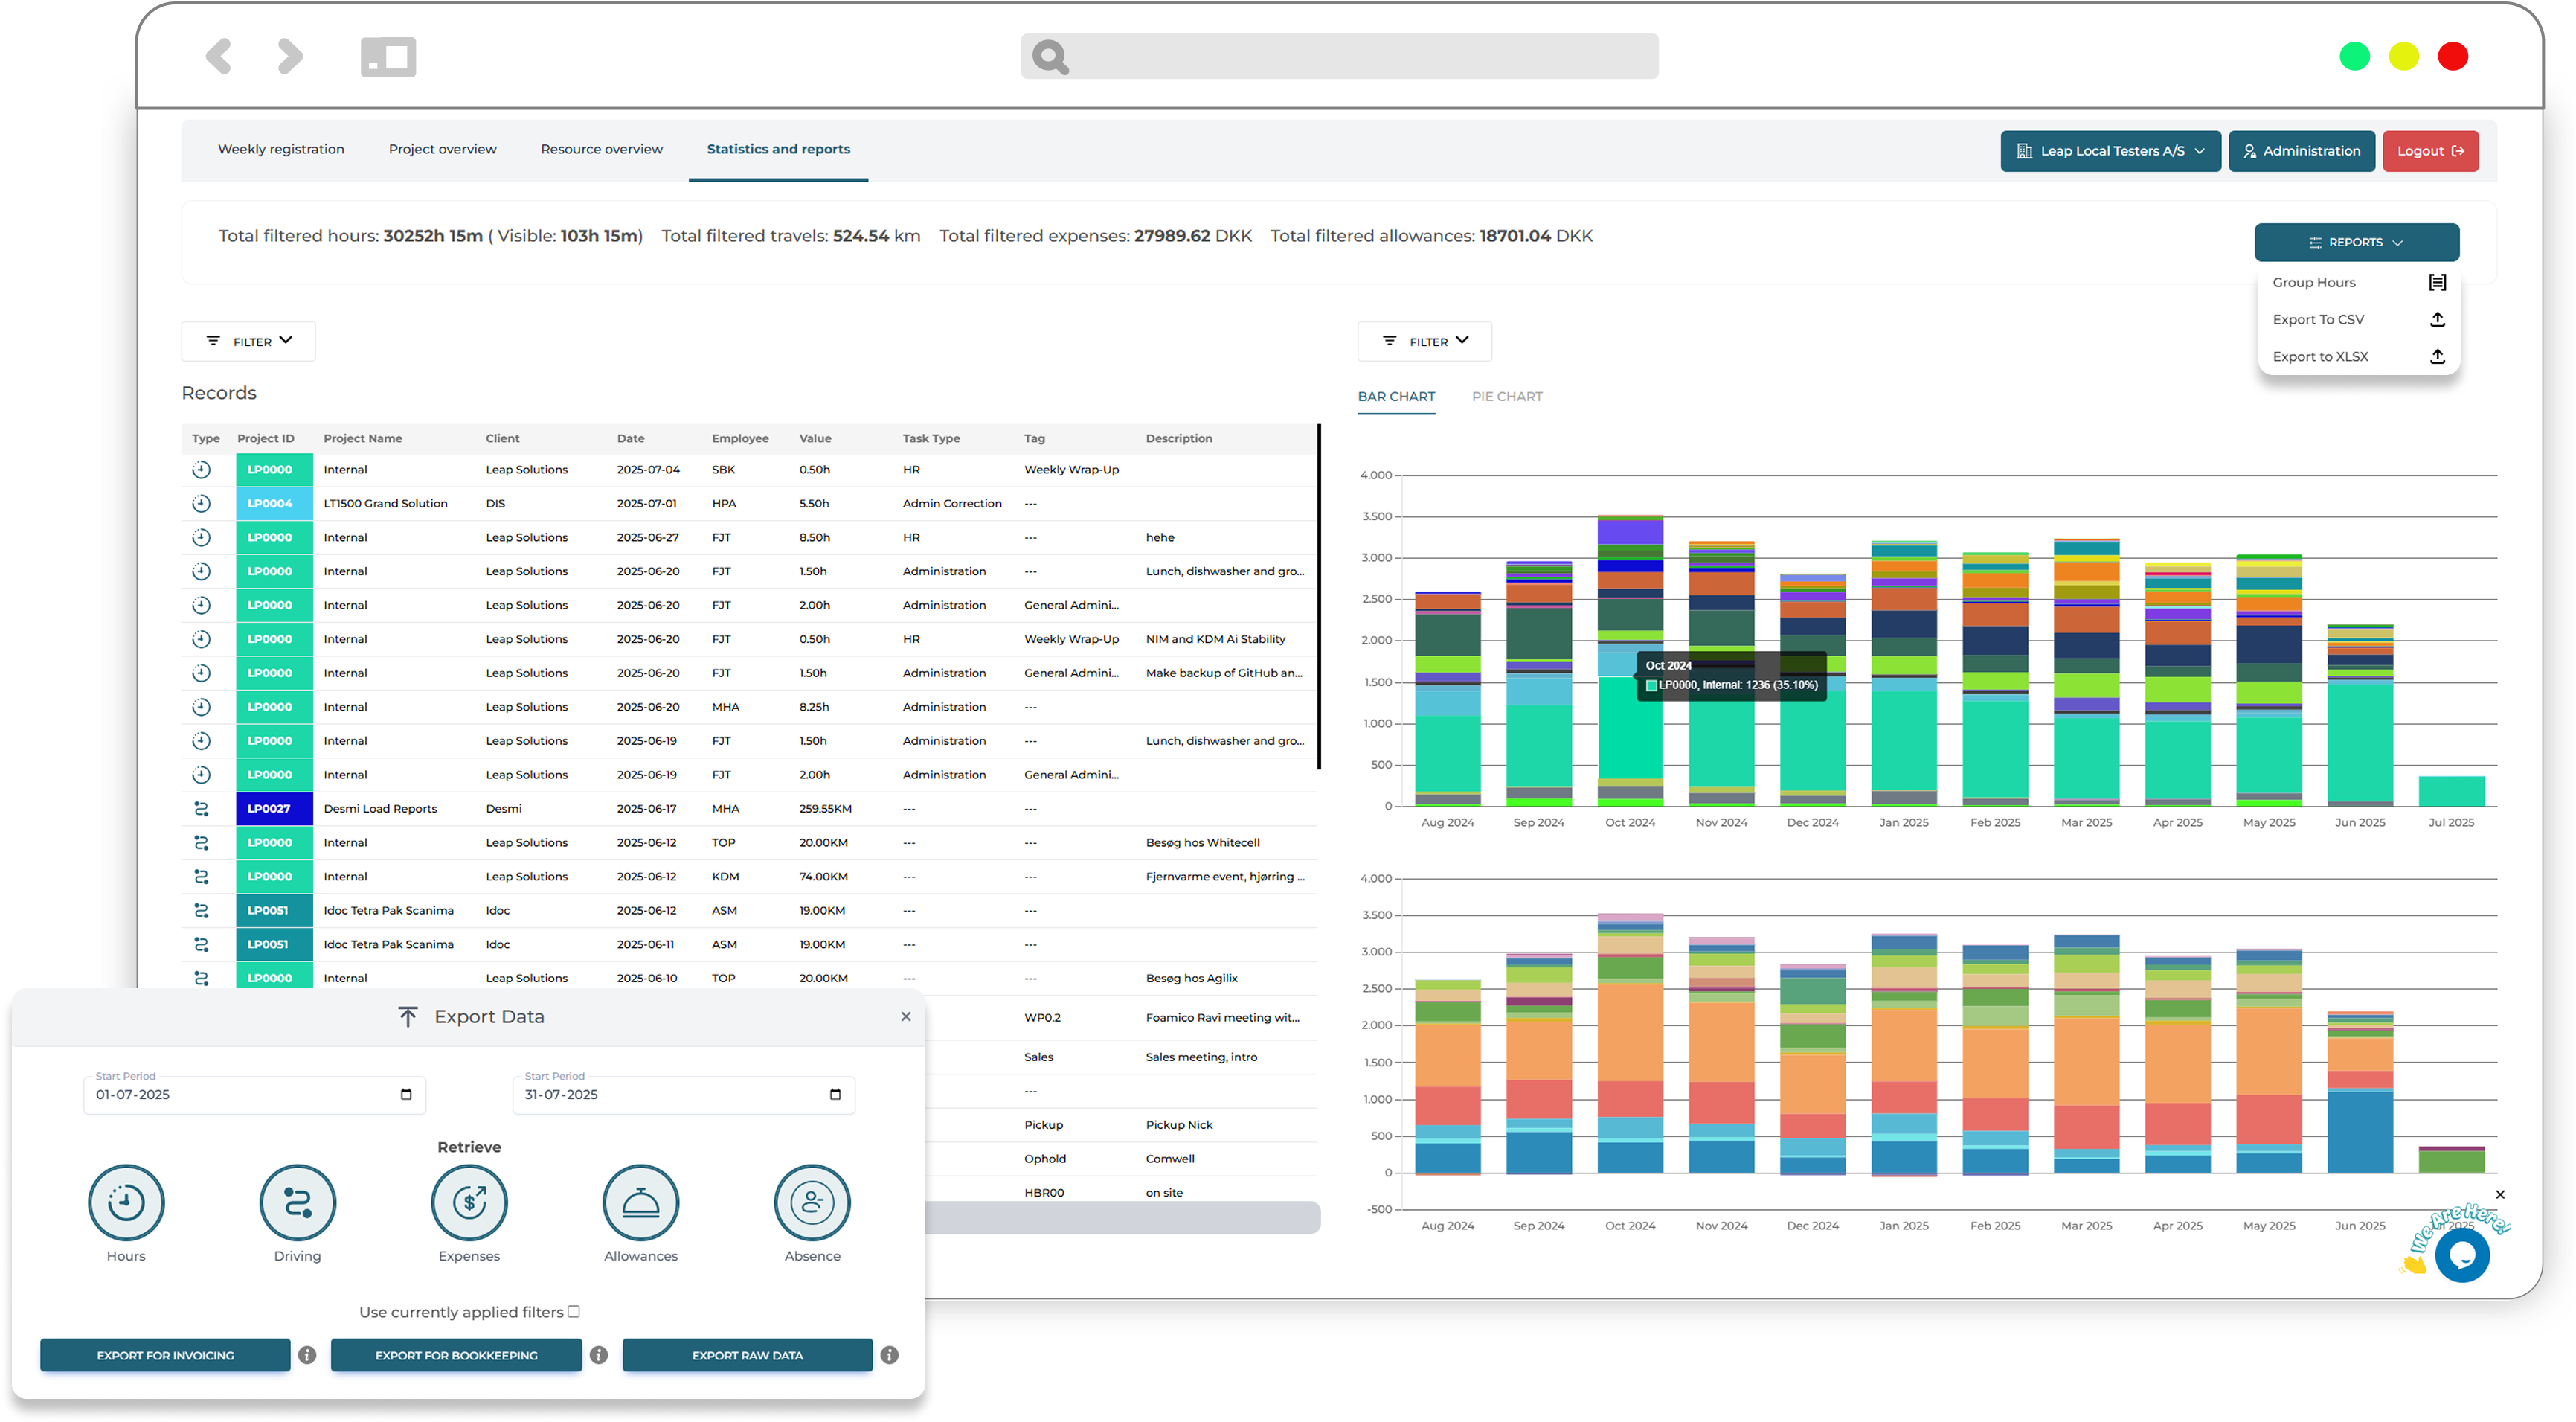 Weekly registration Project overview Resource overview Statistics and reports Leap Local Testers A/S Administration Logout
Total filtered hours: 30252h 15m ( Visible: 103h 15m) Total filtered travels: 524.54 km Total filtered expenses: 27989.62 DKK Total filtered allowances: 18701.04 DKK
REPORTS
Group Hours
Export To CSV
Export to XLSX
FILTER
Records
Type Project ID Project Name Client Date Employee Value Task Type Tag Description
LP0000 Internal Leap Solutions 2025-07-04 SBK 0.50h HR Weekly Wrap-Up
LP0004 LT1500 Grand Solution DIS 2025-07-01 HPA 5.50h Admin Correction ---
LP0000 Internal Leap Solutions 2025-06-27 FJT 8.50h HR --- hehe
LP0000 Internal Leap Solutions 2025-06-20 FJT 1.50h Administration --- Lunch, dishwasher and gro...
LP0000 Internal Leap Solutions 2025-06-20 FJT 2.00h Administration General Admini...
LP0000 Internal Leap Solutions 2025-06-20 FJT 0.50h HR Weekly Wrap-Up NIM and KDM Ai Stability
LP0000 Internal Leap Solutions 2025-06-20 FJT 1.50h Administration General Admini... Make backup of GitHub an...
LP0000 Internal Leap Solutions 2025-06-20 MHA 8.25h Administration ---
LP0000 Internal Leap Solutions 2025-06-19 FJT 1.50h Administration --- Lunch, dishwasher and gro...
LP0000 Internal Leap Solutions 2025-06-19 FJT 2.00h Administration General Admini...
LP0027 Desmi Load Reports Desmi 2025-06-17 MHA 259.55KM --- ---
LP0000 Internal Leap Solutions 2025-06-12 TOP 20.00KM --- --- Besøg hos Whitecell
LP0000 Internal Leap Solutions 2025-06-12 KDM 74.00KM --- --- Fjernvarme event, hjørring ...
LP0051 Idoc Tetra Pak Scanima Idoc 2025-06-12 ASM 19.00KM --- ---
LP0051 Idoc Tetra Pak Scanima Idoc 2025-06-11 ASM 19.00KM --- ---
LP0000 Internal Leap Solutions 2025-06-10 TOP 20.00KM --- --- Besøg hos Agilix
WP0.2 Foamico Ravi meeting wit...
Sales Sales meeting, intro
---
Pickup Pickup Nick
Ophold Comwell
HBR00 on site
FILTER
BAR CHART PIE CHART
4.000
3.500
3.000
2.500
2.000
1.500
1.000
500
0
Oct 2024
LP0000, Internal: 1236 (35.10%)
Aug 2024 Sep 2024 Oct 2024 Nov 2024 Dec 2024 Jan 2025 Feb 2025 Mar 2025 Apr 2025 May 2025 Jun 2025 Jul 2025
4.000
3.500
3.000
2.500
2.000
1.500
1.000
500
0
-500
Aug 2024 Sep 2024 Oct 2024 Nov 2024 Dec 2024 Jan 2025 Feb 2025 Mar 2025 Apr 2025 May 2025 Jun 2025 Jul 2025
We Are Here!
Export Data
Start Period Start Period
01-07-2025 31-07-2025
Retrieve
Hours Driving Expenses Allowances Absence
Use currently applied filters
EXPORT FOR INVOICING EXPORT FOR BOOKKEEPING EXPORT RAW DATA